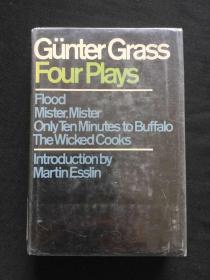 Günter Grass
Four Plays
Flood
Mister, Mister
Only Ten Minutes to Buffalo
The Wicked Cooks
Introduction by
Martin Esslin